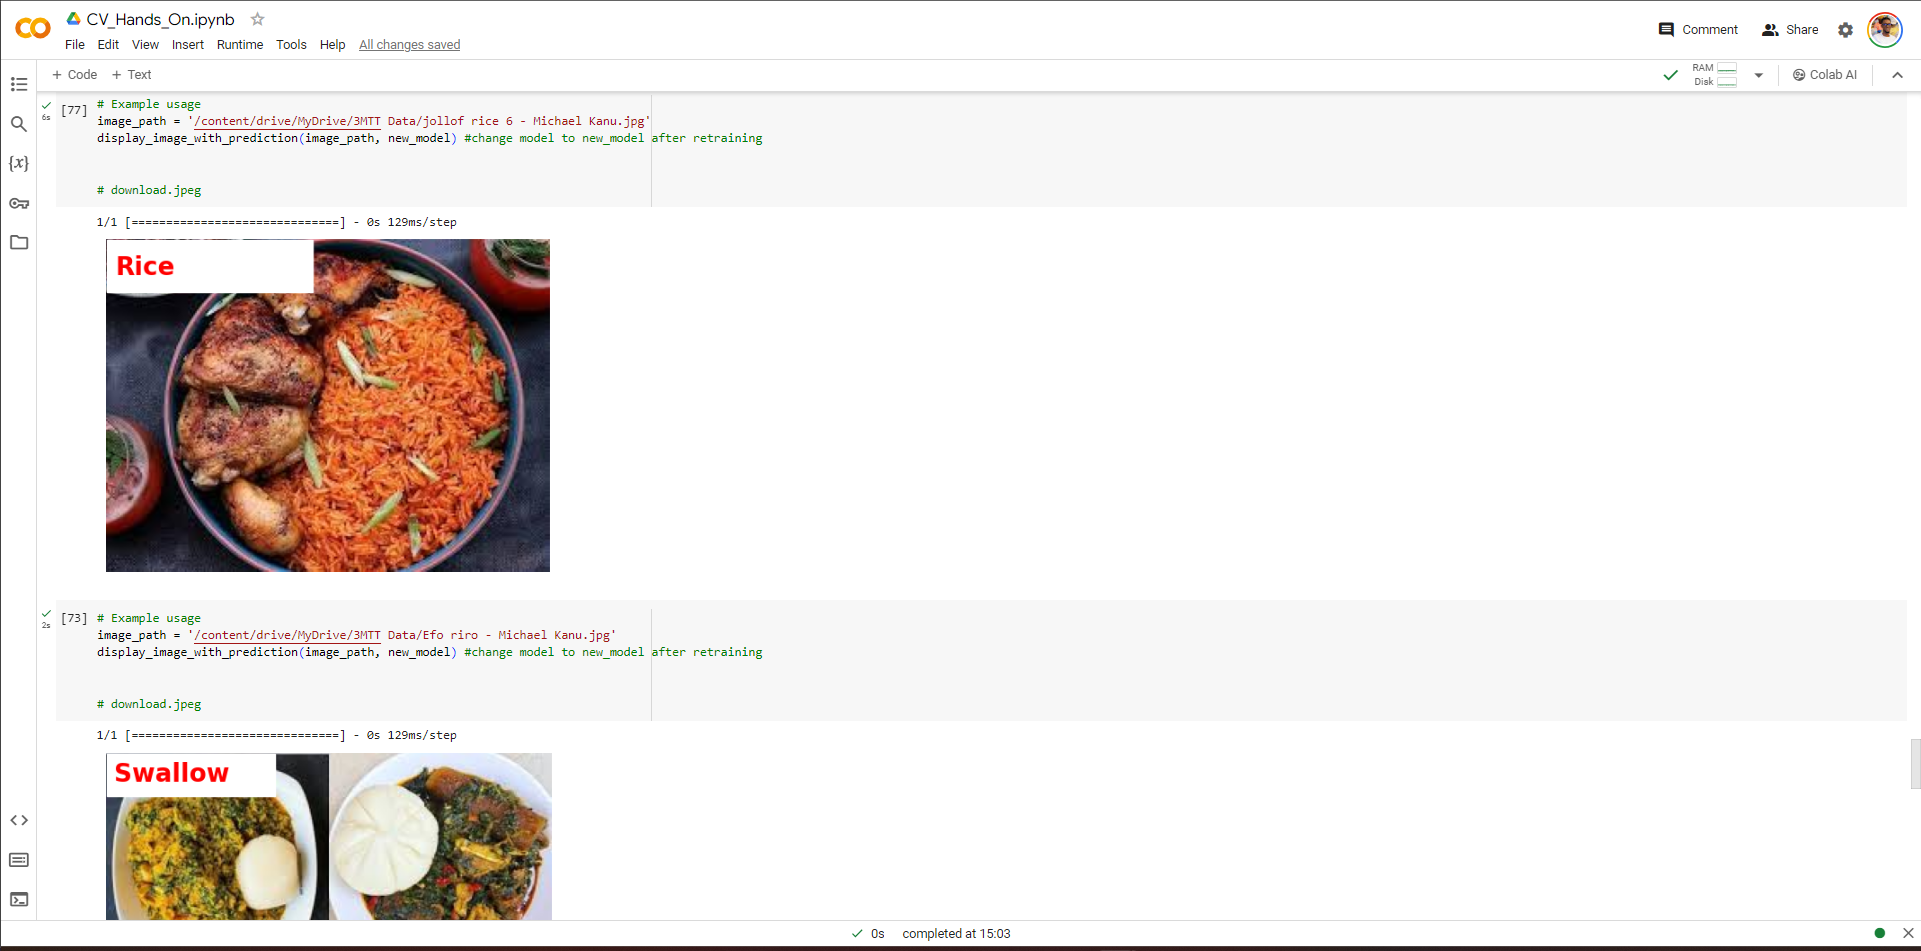 CV_Hands_On.ipynb
File Edit View Insert Runtime Tools Help All changes saved
Comment Share
+ Code + Text
RAM
Disk
Colab AI
{x}
6s
[77] # Example usage
image_path = '/content/drive/MyDrive/3MTT Data/jollof rice 6 - Michael Kanu.jpg'
display_image_with_prediction(image_path, new_model) #change model to new_model after retraining
# download.jpeg
1/1 [==============================] - 0s 129ms/step
Rice
2s
[73] # Example usage
image_path = '/content/drive/MyDrive/3MTT Data/Efo riro - Michael Kanu.jpg'
display_image_with_prediction(image_path, new_model) #change model to new_model after retraining
# download.jpeg
1/1 [==============================] - 0s 129ms/step
Swallow
0s completed at 15:03